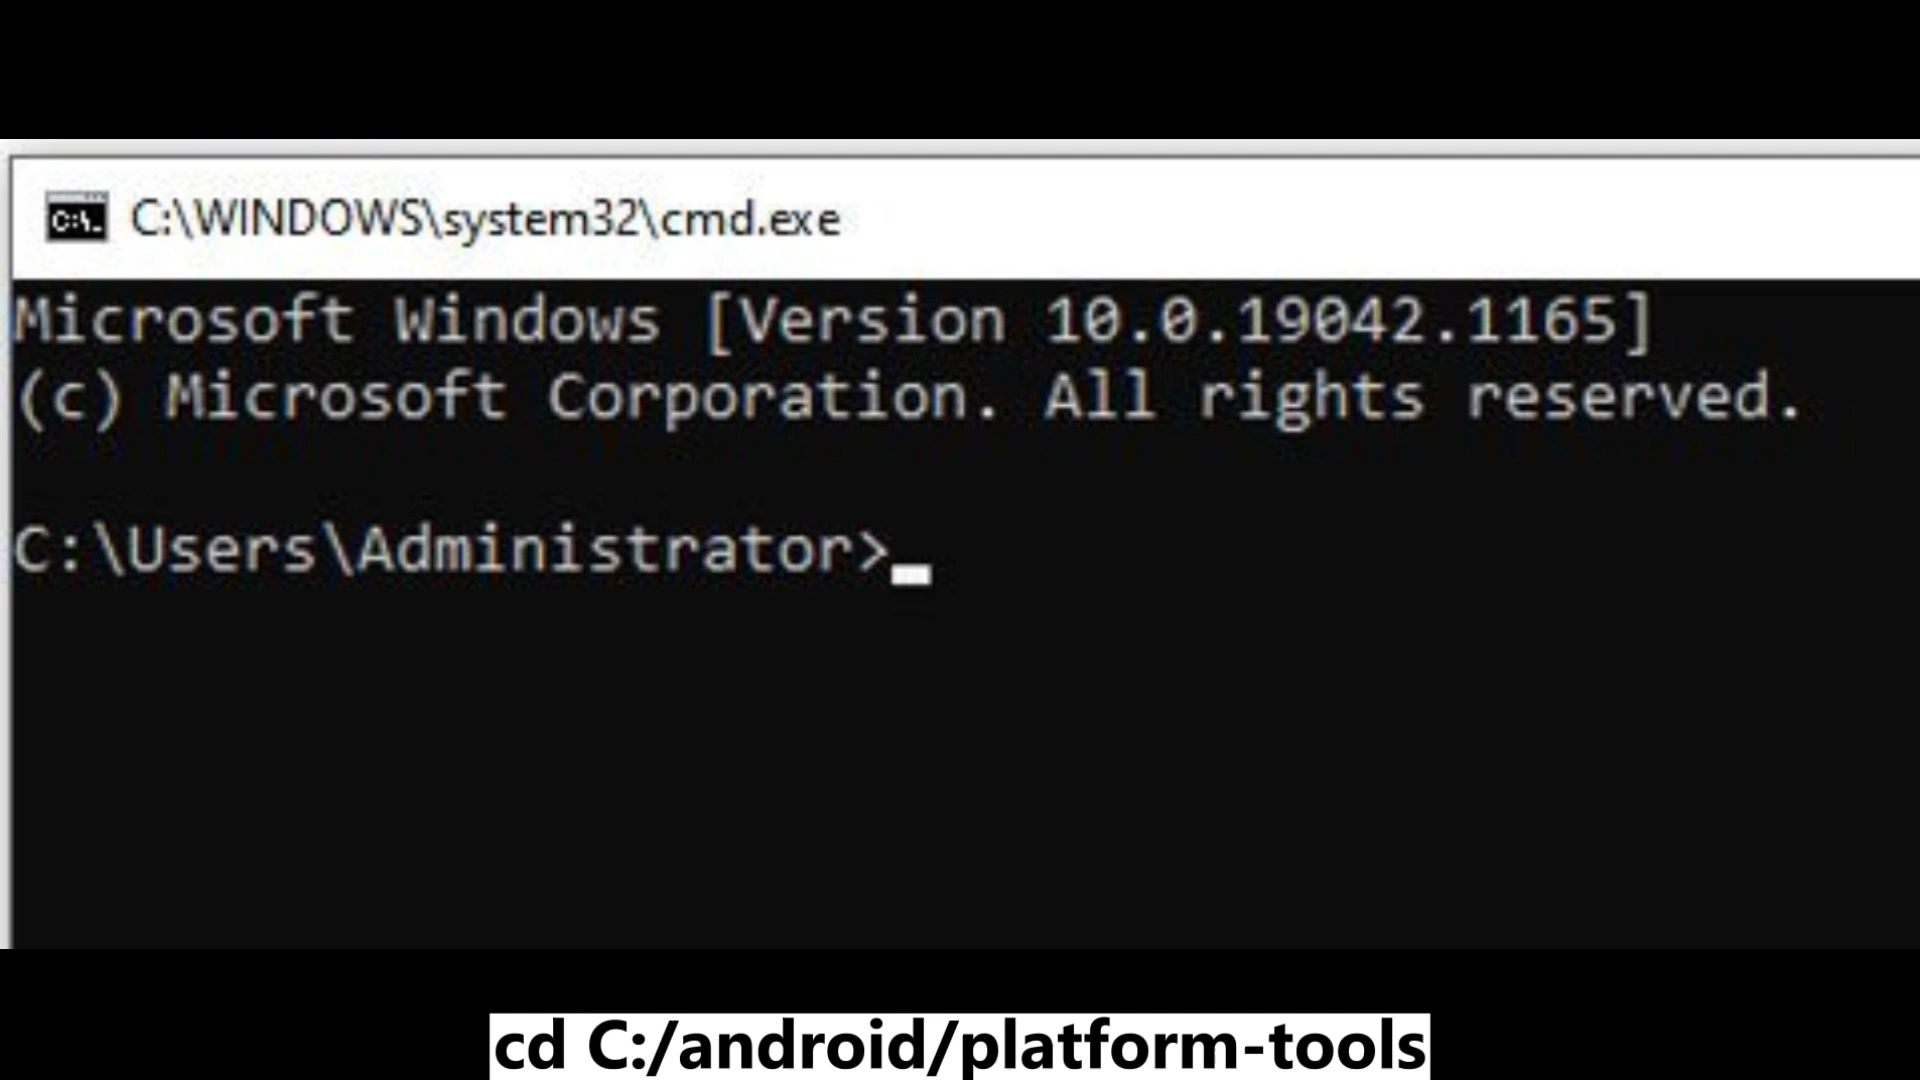 C:\WINDOWS\system32\cmd.exe
Microsoft Windows [Version 10.0.19042.1165]
(c) Microsoft Corporation. All rights reserved.
C:\Users\Administrator>
cd C:/android/platform-tools